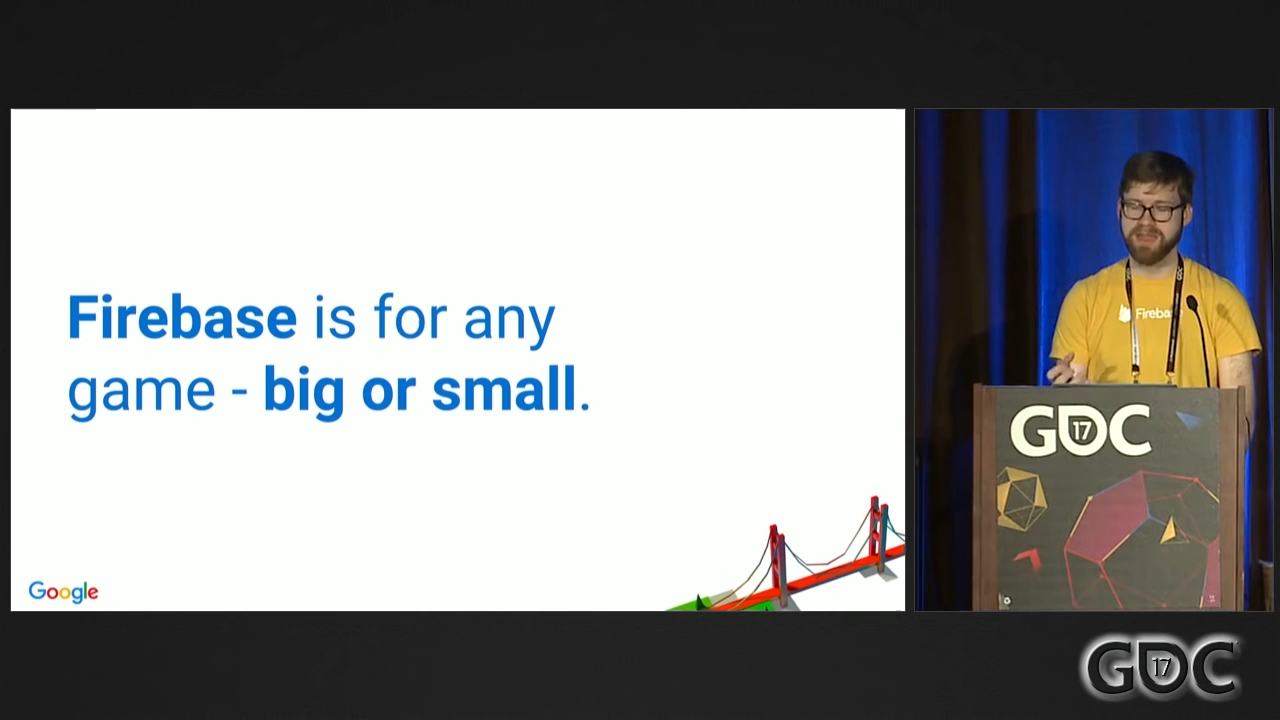 Firebase is for any
game - big or small.
Google
Firebase
GDC
17
GDC
17